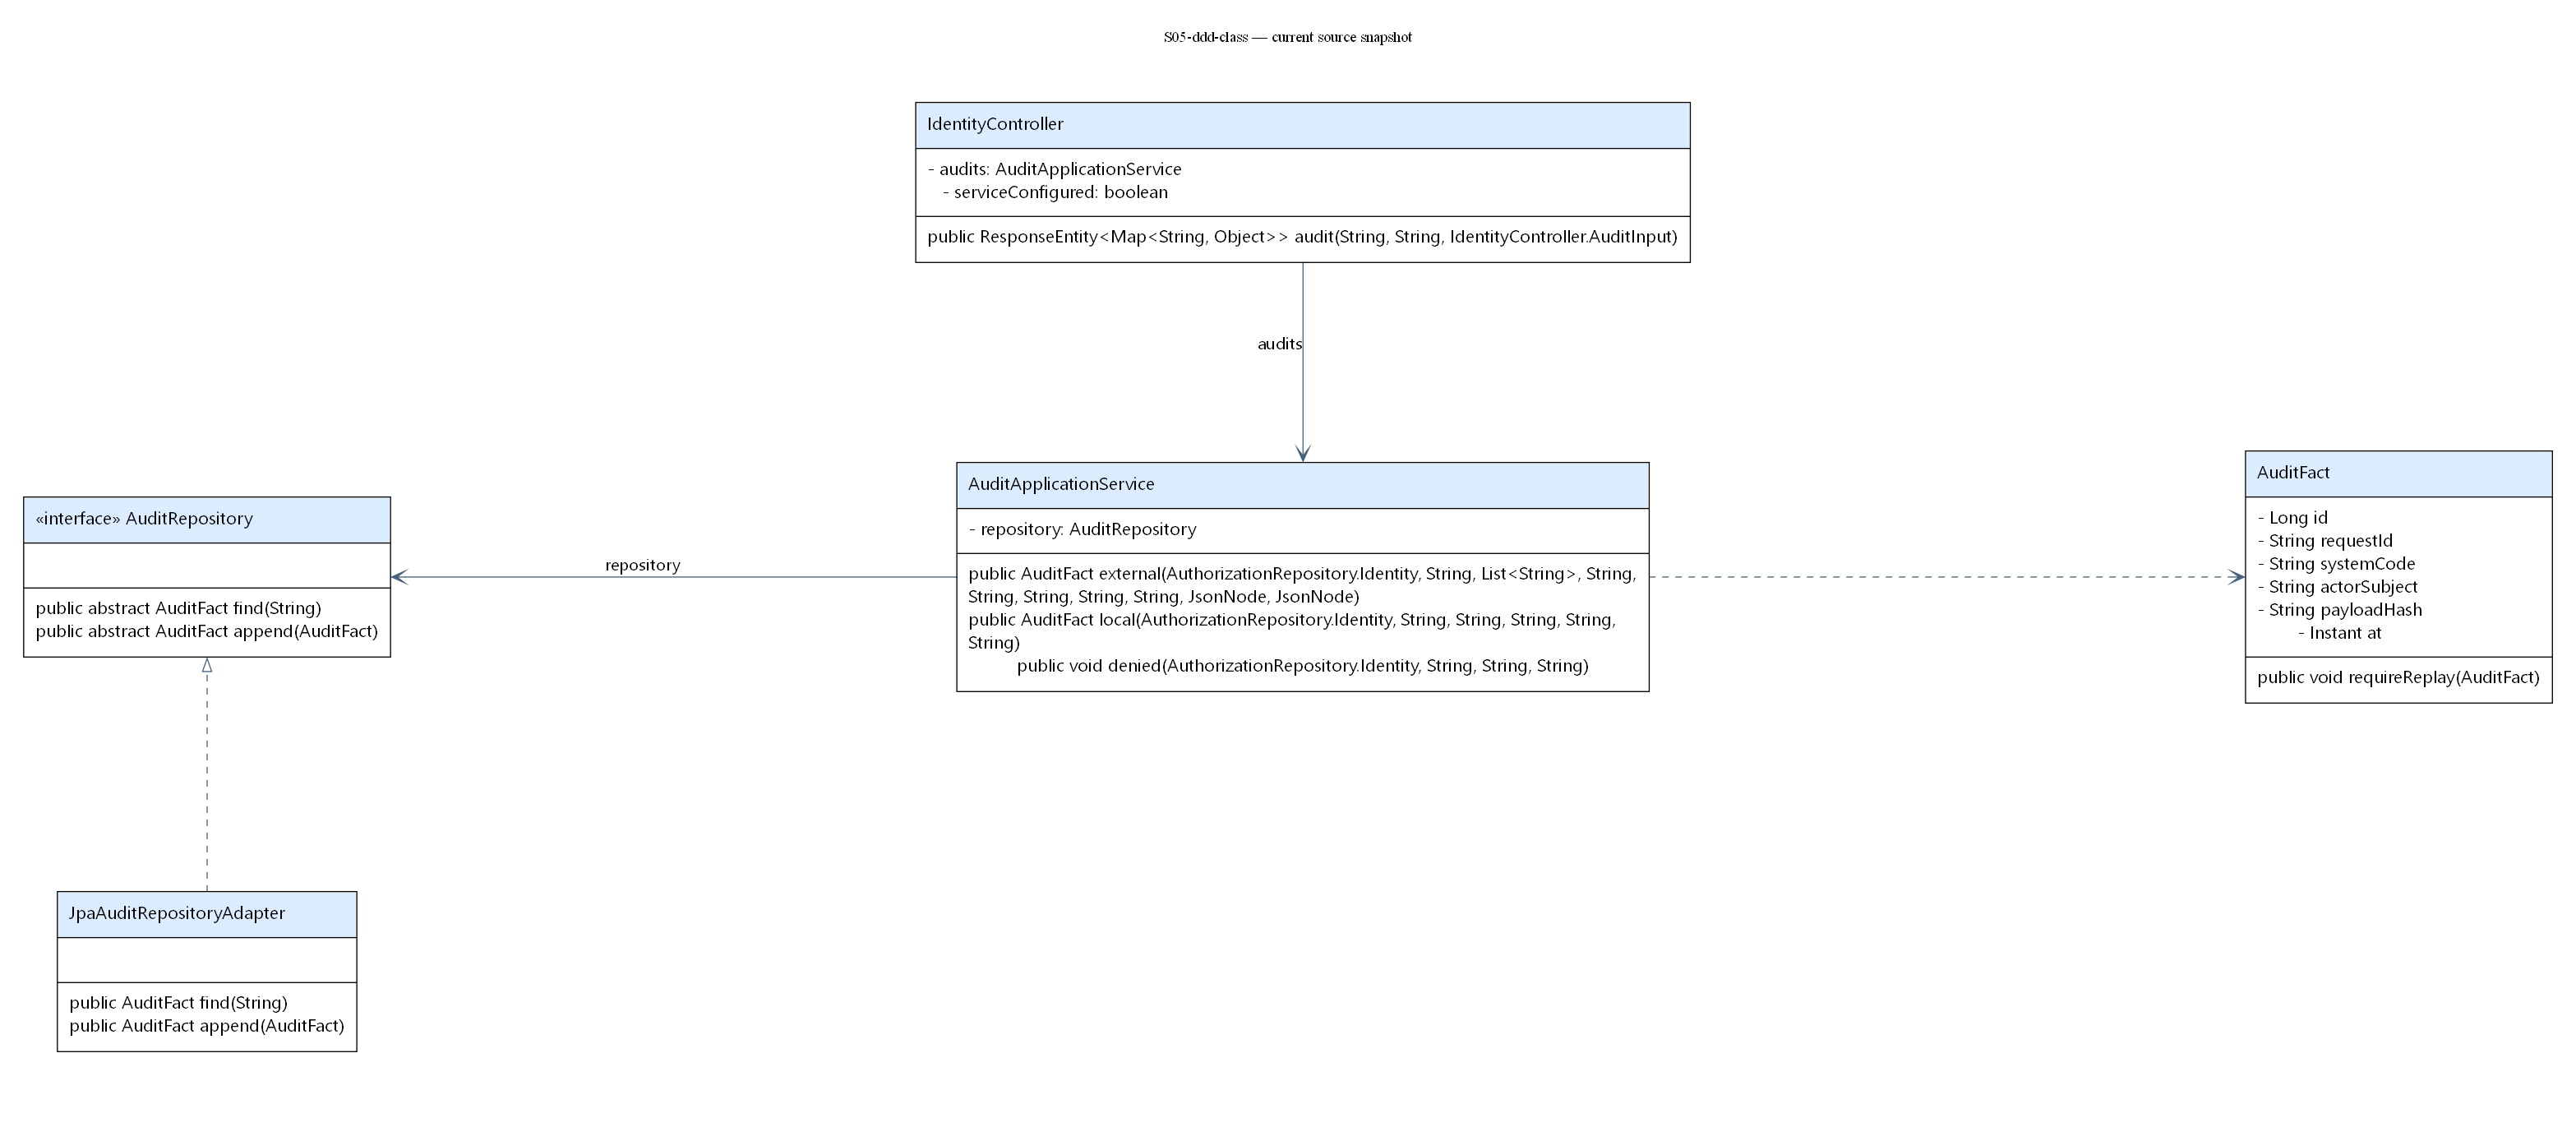 S05-ddd-class — current source snapshot
IdentityController
- audits: AuditApplicationService
- serviceConfigured: boolean
public ResponseEntity<Map<String, Object>> audit(String, String, IdentityController.AuditInput)
audits
«interface» AuditRepository
public abstract AuditFact find(String)
public abstract AuditFact append(AuditFact)
repository
AuditApplicationService
- repository: AuditRepository
public AuditFact external(AuthorizationRepository.Identity, String, List<String>, String,
String, String, String, String, JsonNode, JsonNode)
public AuditFact local(AuthorizationRepository.Identity, String, String, String, String,
String)
public void denied(AuthorizationRepository.Identity, String, String, String)
AuditFact
- Long id
- String requestId
- String systemCode
- String actorSubject
- String payloadHash
- Instant at
public void requireReplay(AuditFact)
JpaAuditRepositoryAdapter
public AuditFact find(String)
public AuditFact append(AuditFact)